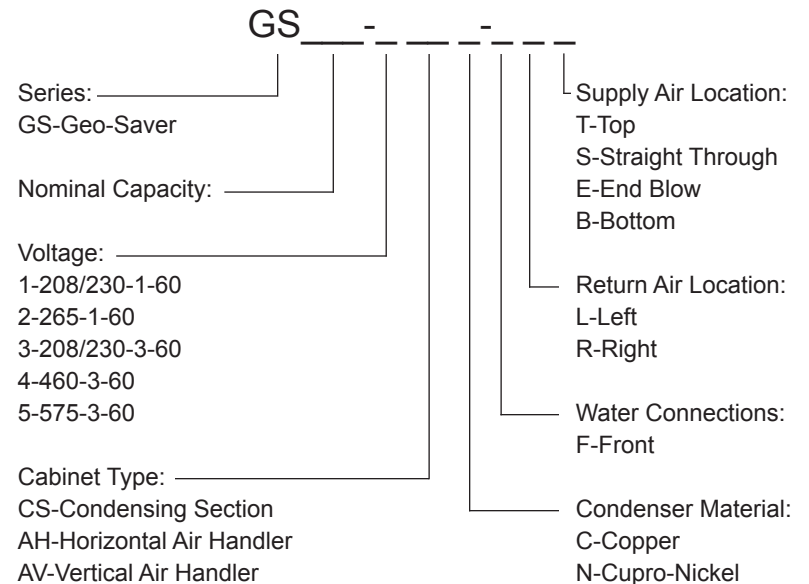 GS___-_ __ _-_ _ _
Series:
GS-Geo-Saver
Nominal Capacity:
Voltage:
1-208/230-1-60
2-265-1-60
3-208/230-3-60
4-460-3-60
5-575-3-60
Cabinet Type:
CS-Condensing Section
AH-Horizontal Air Handler
AV-Vertical Air Handler
Supply Air Location:
T-Top
S-Straight Through
E-End Blow
B-Bottom
Return Air Location:
L-Left
R-Right
Water Connections:
F-Front
Condenser Material:
C-Copper
N-Cupro-Nickel